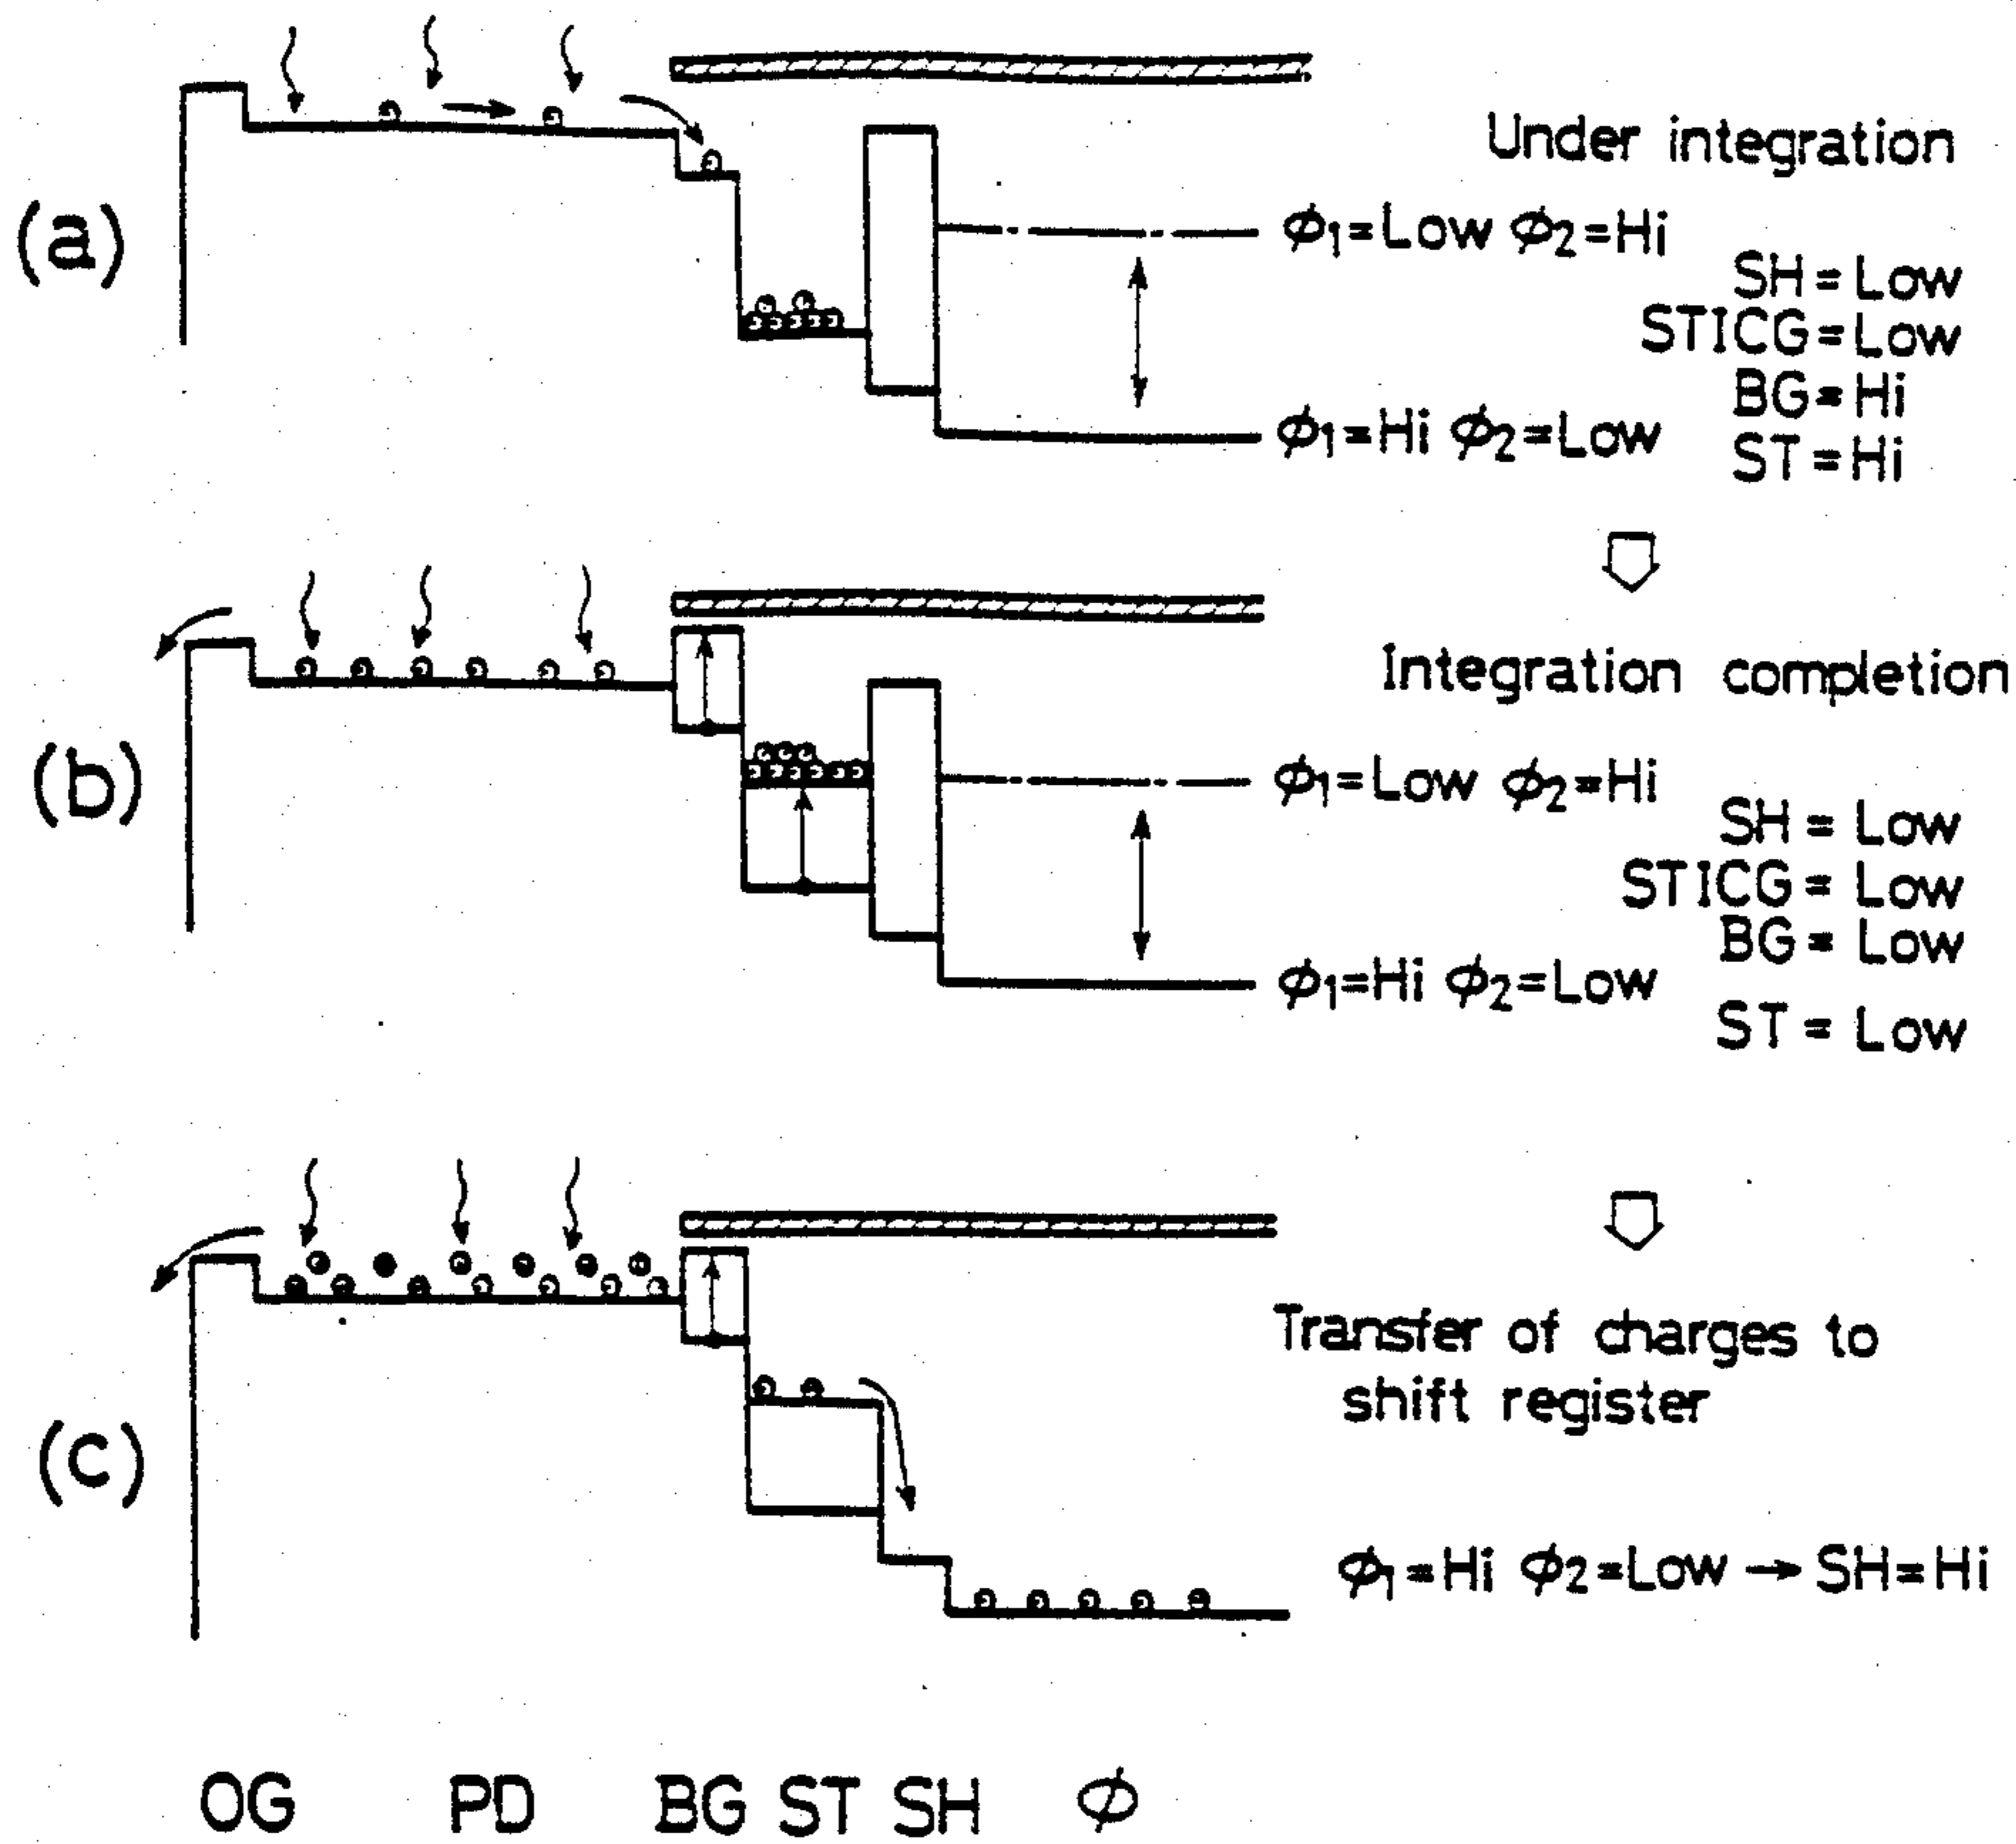 (a)
Under integration
ϕ1=Low ϕ2=Hi
SH=Low
STICG=Low
BG=Hi
ϕ1=Hi ϕ2=Low
ST=Hi
(b)
Integration completion
ϕ1=Low ϕ2=Hi
SH = Low
STICG = Low
BG = Low
ϕ1=Hi ϕ2=Low
ST = Low
(c)
Transfer of charges to
shift register
ϕ1=Hi ϕ2=Low → SH=Hi
OG PD BG ST SH ϕ